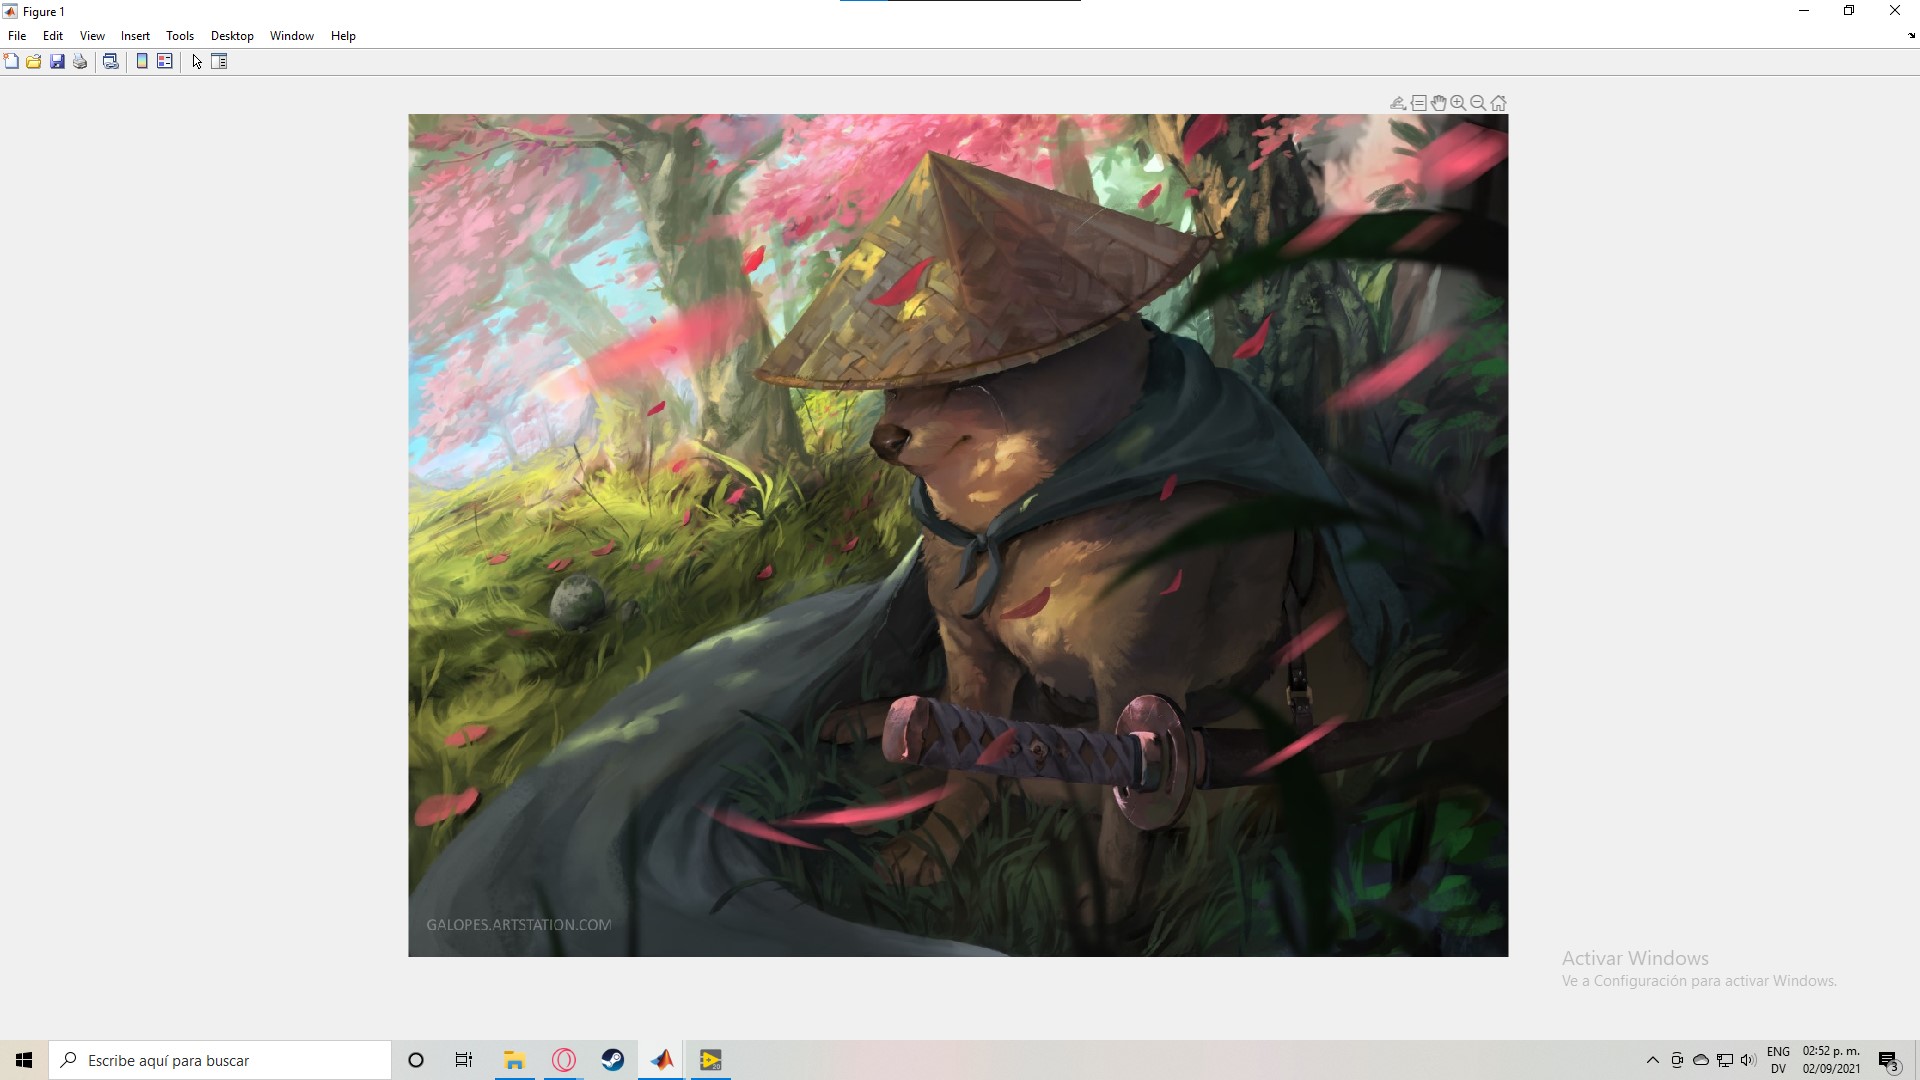 Figure 1
File Edit View Insert Tools Desktop Window Help
GALOPES.ARTSTATION.COM
Activar Windows
Ve a Configuración para activar Windows.
Escribe aquí para buscar
ENG 02:52 p. m.
DV 02/09/2021
3